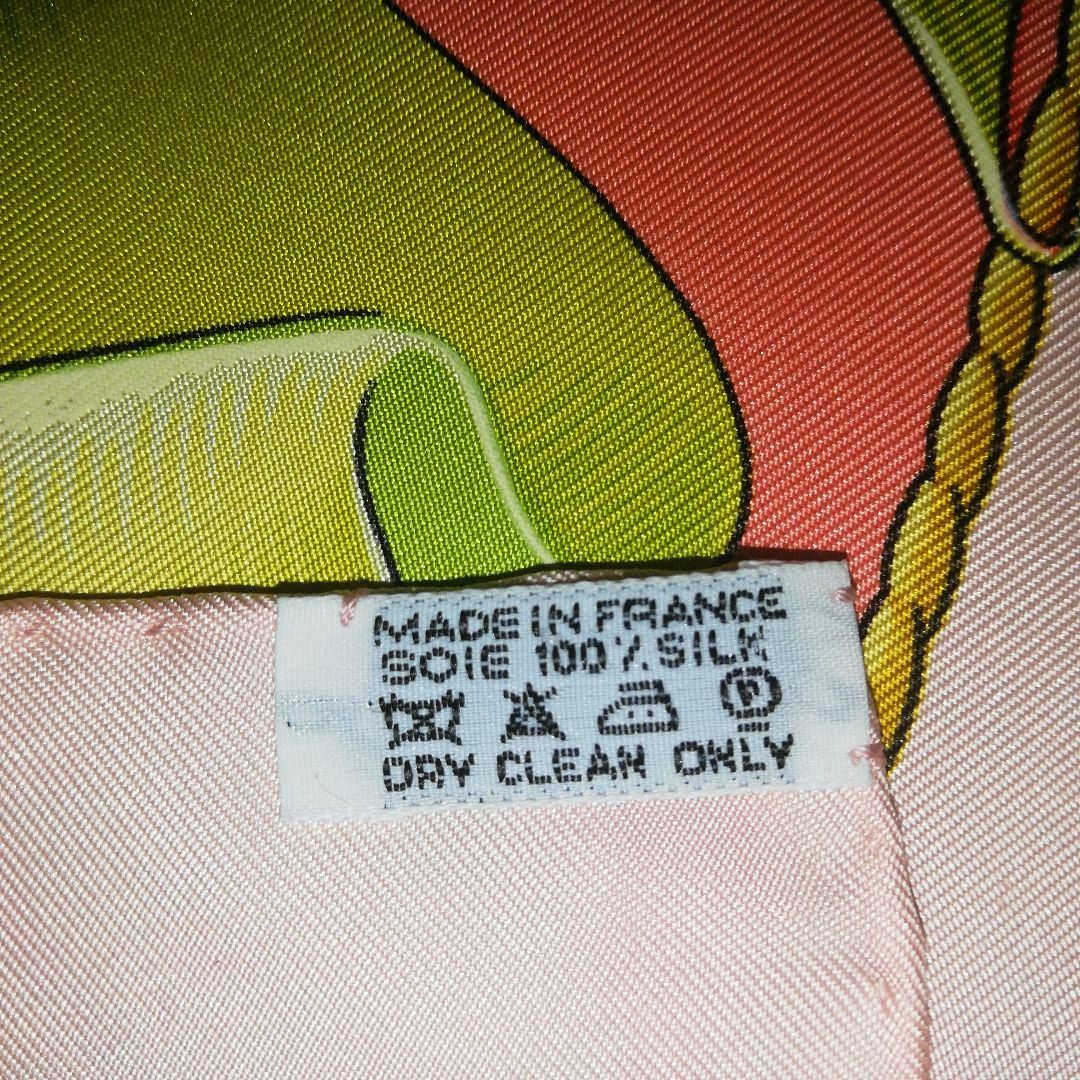 MADE IN FRANCE
SOIE 100% SILK
P
DRY CLEAN ONLY